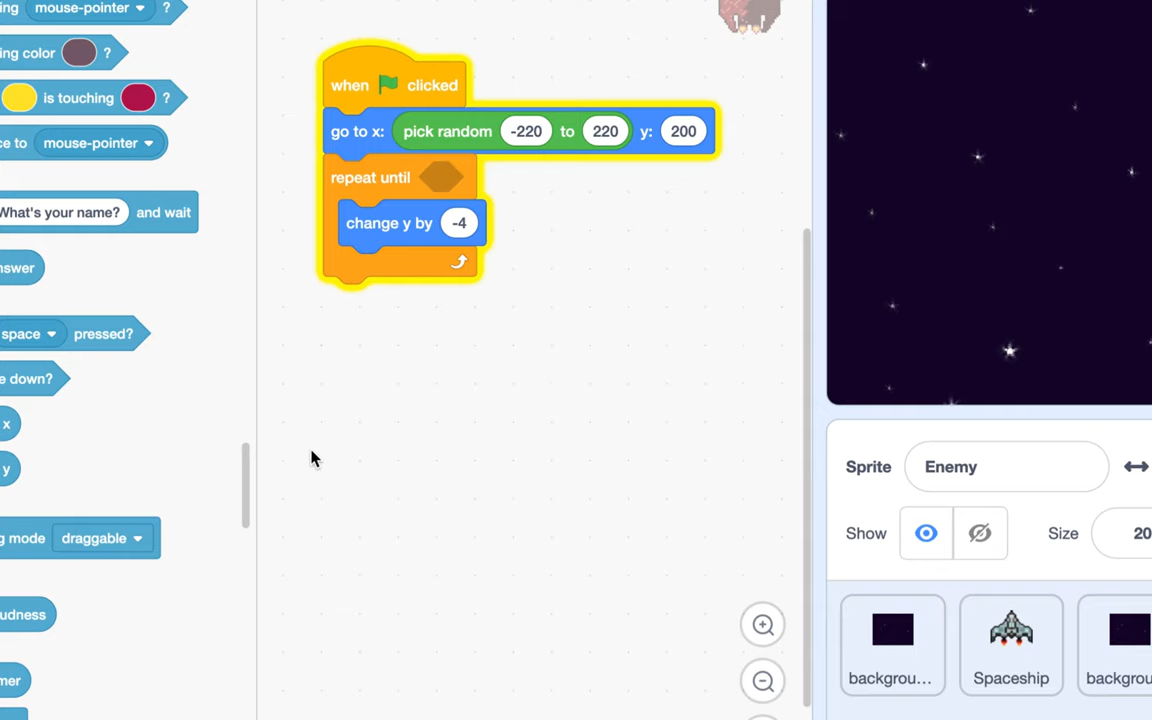 ing mouse-pointer ?
ing color ?
is touching ?
ce to mouse-pointer
What's your name? and wait
nswer
space pressed?
e down?
x
y
g mode draggable
udness
mer
when clicked
go to x: pick random -220 to 220 y: 200
repeat until
change y by -4
Sprite Enemy
Show Size 20
backgrou... Spaceship backgrou